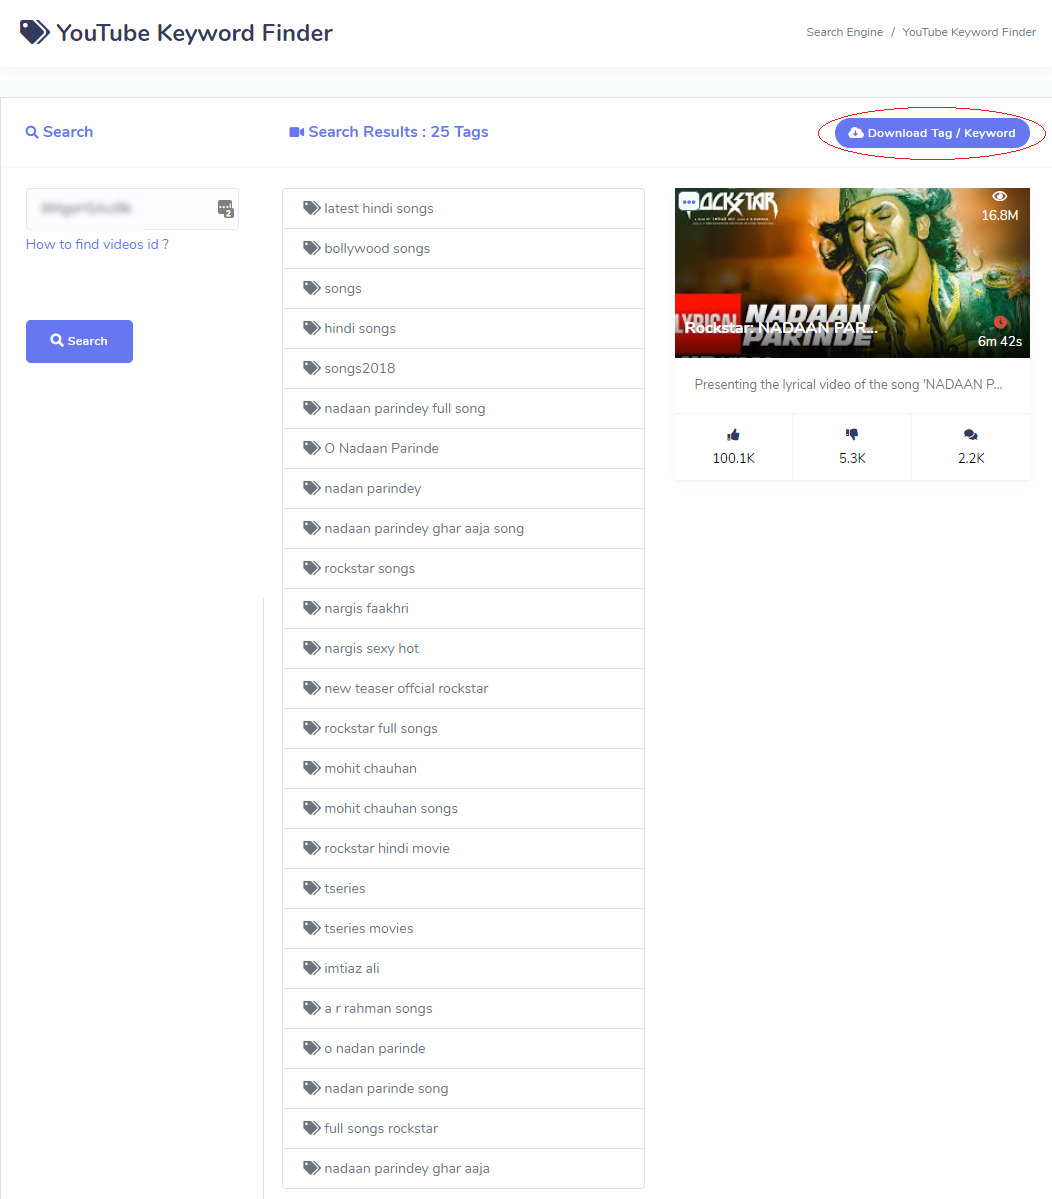 YouTube Keyword Finder
Search Engine / YouTube Keyword Finder
Search
Search Results : 25 Tags
Download Tag / Keyword
2
How to find videos id ?
Search
latest hindi songs
bollywood songs
songs
hindi songs
songs2018
nadaan parindey full song
O Nadaan Parinde
nadan parindey
nadaan parindey ghar aaja song
rockstar songs
nargis faakhri
nargis sexy hot
new teaser offcial rockstar
rockstar full songs
mohit chauhan
mohit chauhan songs
rockstar hindi movie
tseries
tseries movies
imtiaz ali
a r rahman songs
o nadan parinde
nadan parinde song
full songs rockstar
nadaan parindey ghar aaja
ROCKSTAR
16.8M
LYRICAL
NADAAN
PARINDE
Rockstar: NADAAN PAR...
6m 42s
Presenting the lyrical video of the song 'NADAAN P...
100.1K
5.3K
2.2K